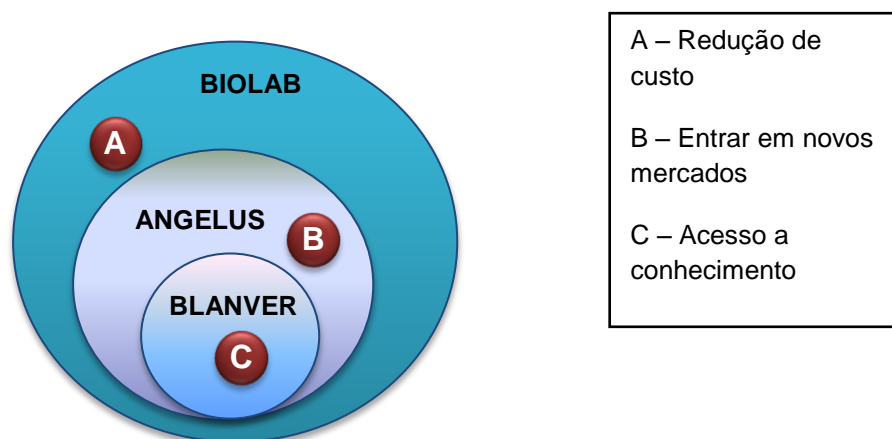 BIOLAB
A
ANGELUS
B
BLANVER
C
A – Redução de
custo
B – Entrar em novos
mercados
C – Acesso a
conhecimento